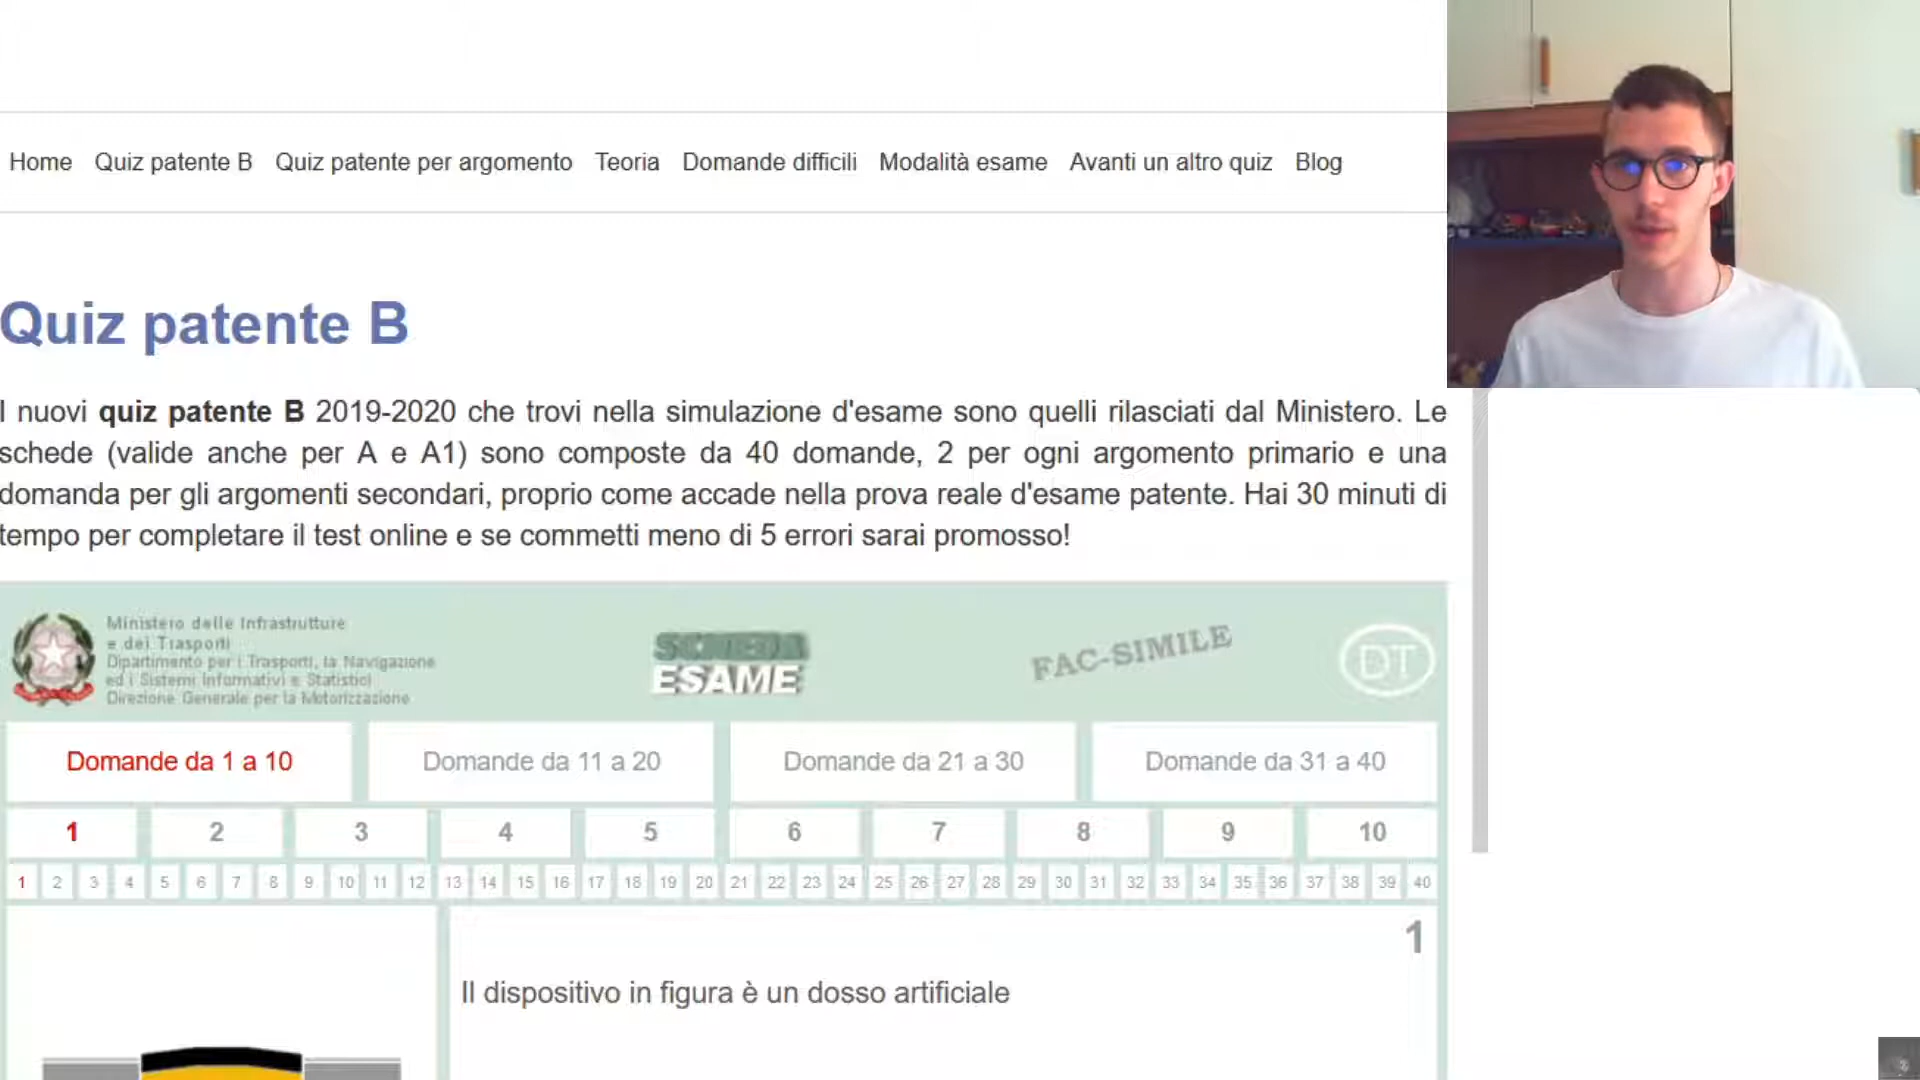 Home Quiz patente B Quiz patente per argomento Teoria Domande difficili Modalità esame Avanti un altro quiz Blog
Quiz patente B
I nuovi quiz patente B 2019-2020 che trovi nella simulazione d'esame sono quelli rilasciati dal Ministero. Le
schede (valide anche per A e A1) sono composte da 40 domande, 2 per ogni argomento primario e una
domanda per gli argomenti secondari, proprio come accade nella prova reale d'esame patente. Hai 30 minuti di
tempo per completare il test online e se commetti meno di 5 errori sarai promosso!
Ministero delle Infrastrutture
e dei Trasporti
Dipartimento per i Trasporti, la Navigazione
ed i Sistemi Informativi e Statistici
Direzione Generale per la Motorizzazione
SCHEDA
ESAME
FAC-SIMILE
DT
Domande da 1 a 10 Domande da 11 a 20 Domande da 21 a 30 Domande da 31 a 40
1 2 3 4 5 6 7 8 9 10
1 2 3 4 5 6 7 8 9 10 11 12 13 14 15 16 17 18 19 20 21 22 23 24 25 26 27 28 29 30 31 32 33 34 35 36 37 38 39 40
1
Il dispositivo in figura è un dosso artificiale